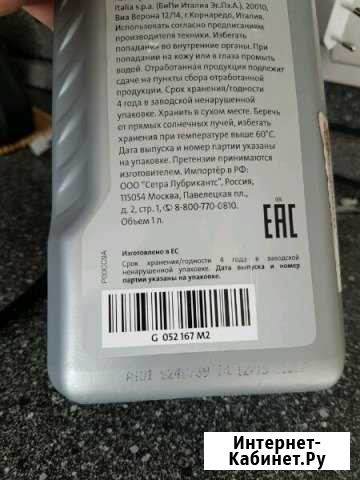 Italia s.p.a. (БиПи Италиа Эс.Пэ.А.), 20010,
Виа Верона 12/14, г.Корнаредо, Италия.
Использовать согласно предписаниям
производителя техники. Избегать
попадания во внутренние органы. При
попадании на кожу или в глаза промыть
водой. Отработанная продукция подлежит
сдаче на пункты сбора отработанной
продукции. Срок хранения/годности
4 года в заводской ненарушенной
упаковке. Хранить в сухом месте. Беречь
от прямых солнечных лучей, избегать
хранения при температуре выше 60°С.
Дата выпуска и номер партии указаны
на упаковке. Претензии принимаются
изготовителем. Импортёр в РФ:
ООО "Сетра Лубрикантс", Россия,
115054 Москва, Павелецкая пл.,
д. 2, стр. 1, 8-800-770-0810.
Объем 1 л.
EAC
Изготовлено в ЕС
Срок хранения/годности 4 года в заводской
ненарушенной упаковке. Дата выпуска и номер
партии указаны на упаковке.
G 052 167 M2
Интернет-
Кабинет.Ру